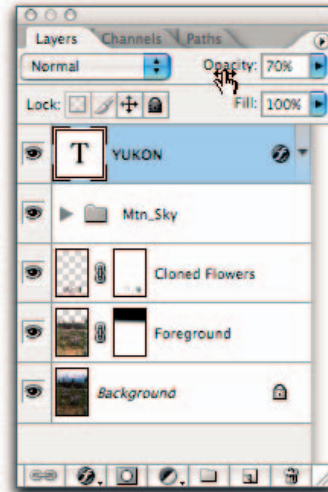 Layers Channels Paths
Normal Opacity: 70%
Lock: Fill: 100%
T YUKON
Mtn_Sky
Cloned Flowers
Foreground
Background